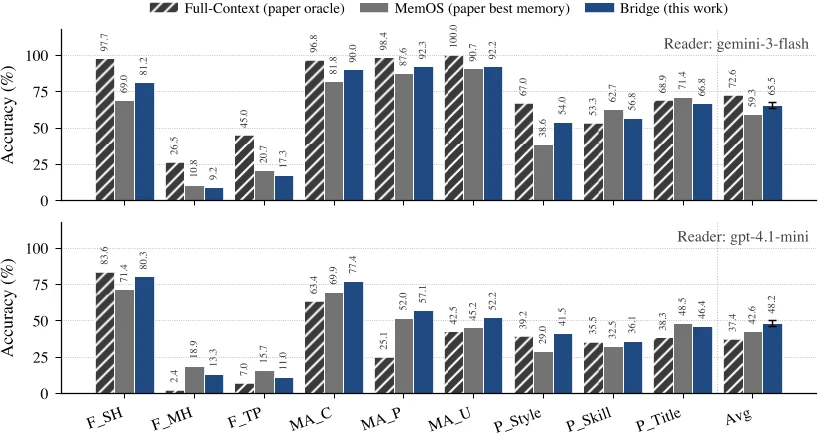 Full-Context (paper oracle) MemOS (paper best memory) Bridge (this work)
Reader: gemini-3-flash
Accuracy (%)
100
75
50
25
0
97.7 69.0 81.2
26.5 10.8 9.2
45.0 20.7 17.3
96.8 81.8 90.0
98.4 87.6 92.3
100.0 90.7 92.2
67.0 38.6 54.0
53.3 62.7 56.8
68.9 71.4 66.8
72.6 59.3 65.5
Reader: gpt-4.1-mini
Accuracy (%)
100
75
50
25
0
83.6 71.4 80.3
2.4 18.9 13.3
7.0 15.7 11.0
63.4 69.9 77.4
25.1 52.0 57.1
42.5 45.2 52.2
39.2 29.0 41.5
35.5 32.5 36.1
38.3 48.5 46.4
37.4 42.6 48.2
F_SH F_MH F_TP MA_C MA_P MA_U P_Style P_Skill P_Title Avg